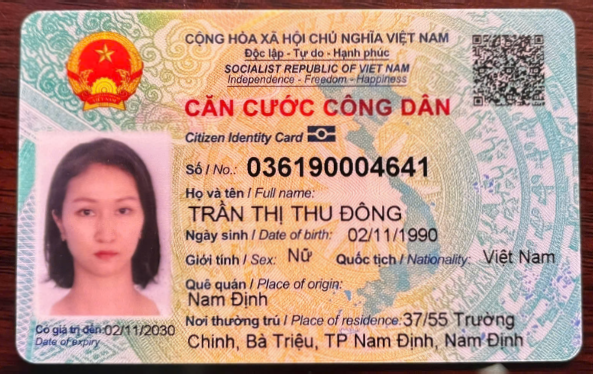 CỘNG HÒA XÃ HỘI CHỦ NGHĨA VIỆT NAM
Độc lập - Tự do - Hạnh phúc
SOCIALIST REPUBLIC OF VIET NAM
Independence - Freedom - Happiness
CĂN CƯỚC CÔNG DÂN
Citizen Identity Card
Số / No.: 036190004641
Họ và tên / Full name:
TRẦN THỊ THU ĐÔNG
Ngày sinh / Date of birth: 02/11/1990
Giới tính / Sex: Nữ Quốc tịch / Nationality: Việt Nam
Quê quán / Place of origin:
Nam Định
Nơi thường trú / Place of residence: 37/55 Trường
Chinh, Bà Triệu, TP Nam Định, Nam Định
Có giá trị đến: 02/11/2030
Date of expiry